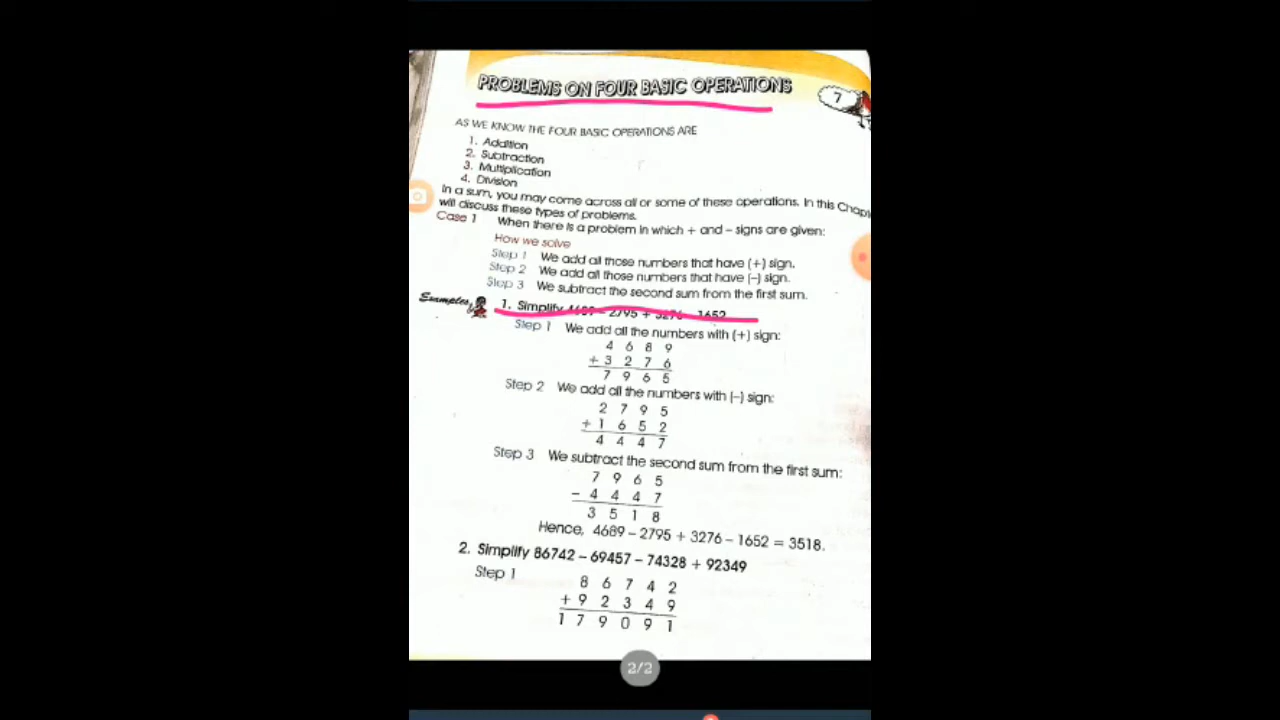 PROBLEMS ON FOUR BASIC OPERATIONS
7
AS WE KNOW THE FOUR BASIC OPERATIONS ARE
1. Addition
2. Subtraction
3. Multiplication
4. Division
In a sum, you may come across all or some of these operations. In this Chapt
will discuss these types of problems.
Case 1 When there is a problem in which + and – signs are given:
How we solve
Step 1 We add all those numbers that have (+) sign.
Step 2 We add all those numbers that have (–) sign.
Step 3 We subtract the second sum from the first sum.
Examples
1. Simplify 4689 – 2795 + 3276 – 1652
Step 1 We add all the numbers with (+) sign:
4 6 8 9
+ 3 2 7 6
7 9 6 5
Step 2 We add all the numbers with (–) sign:
2 7 9 5
+ 1 6 5 2
4 4 4 7
Step 3 We subtract the second sum from the first sum:
7 9 6 5
– 4 4 4 7
3 5 1 8
Hence, 4689 – 2795 + 3276 – 1652 = 3518.
2. Simplify 86742 – 69457 – 74328 + 92349
Step 1
8 6 7 4 2
+ 9 2 3 4 9
1 7 9 0 9 1
2/2